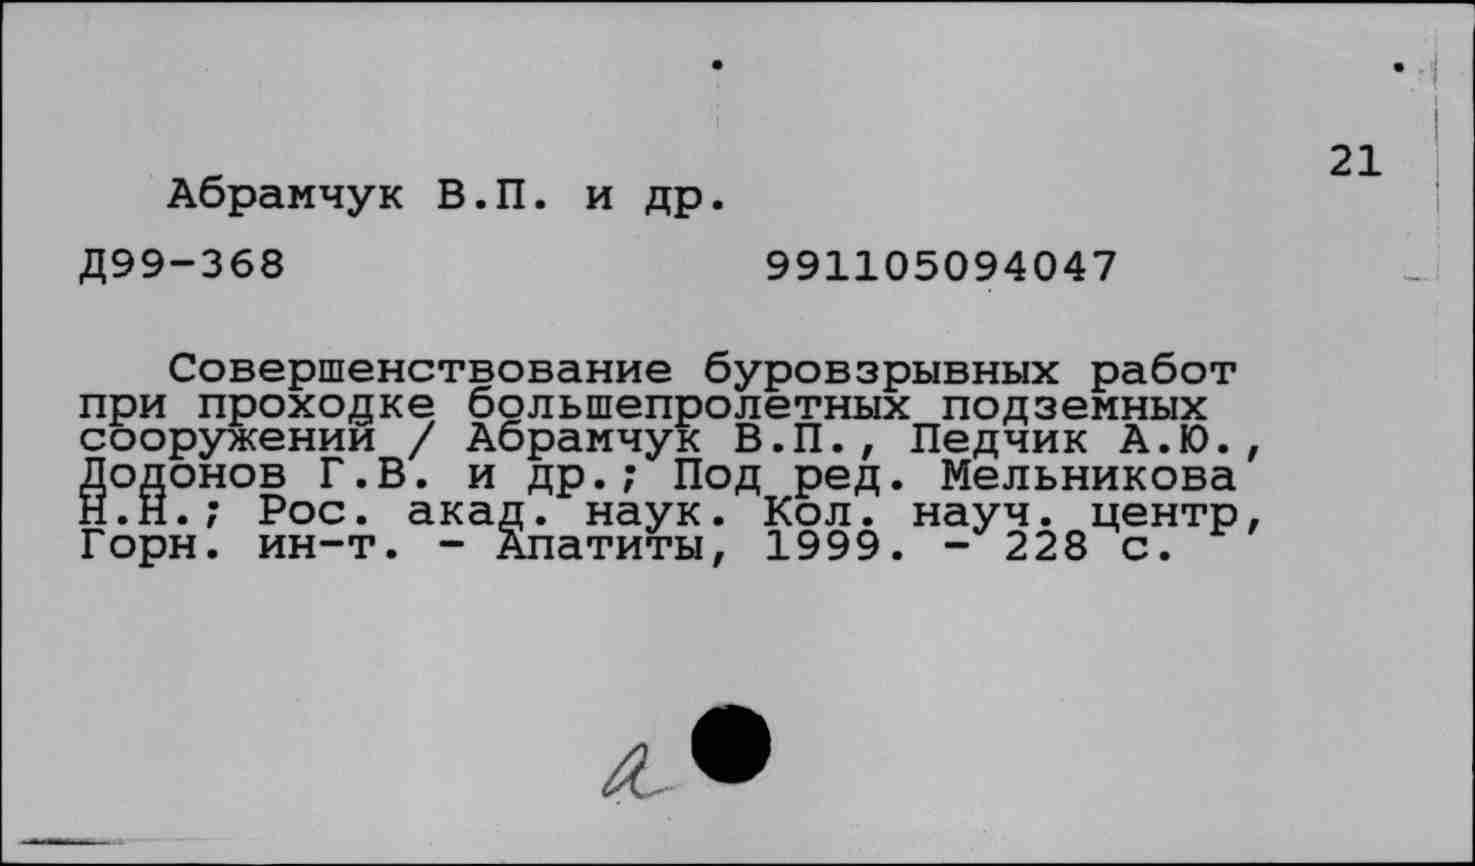 21
Абрамчук В.П. и др.
Д99-368 991105094047
Совершенствование буровзрывных работ
при проходке большепролетных подземных
сооружений / Абрамчук В.П., Педчик А.Ю.,
Додонов Г.В. и др.; Под ред. Мельникова
Н.Н.; Рос. акад. наук. Кол. науч. центр,
Горн. ин-т. - Апатиты, 1999. - 228 с.
а